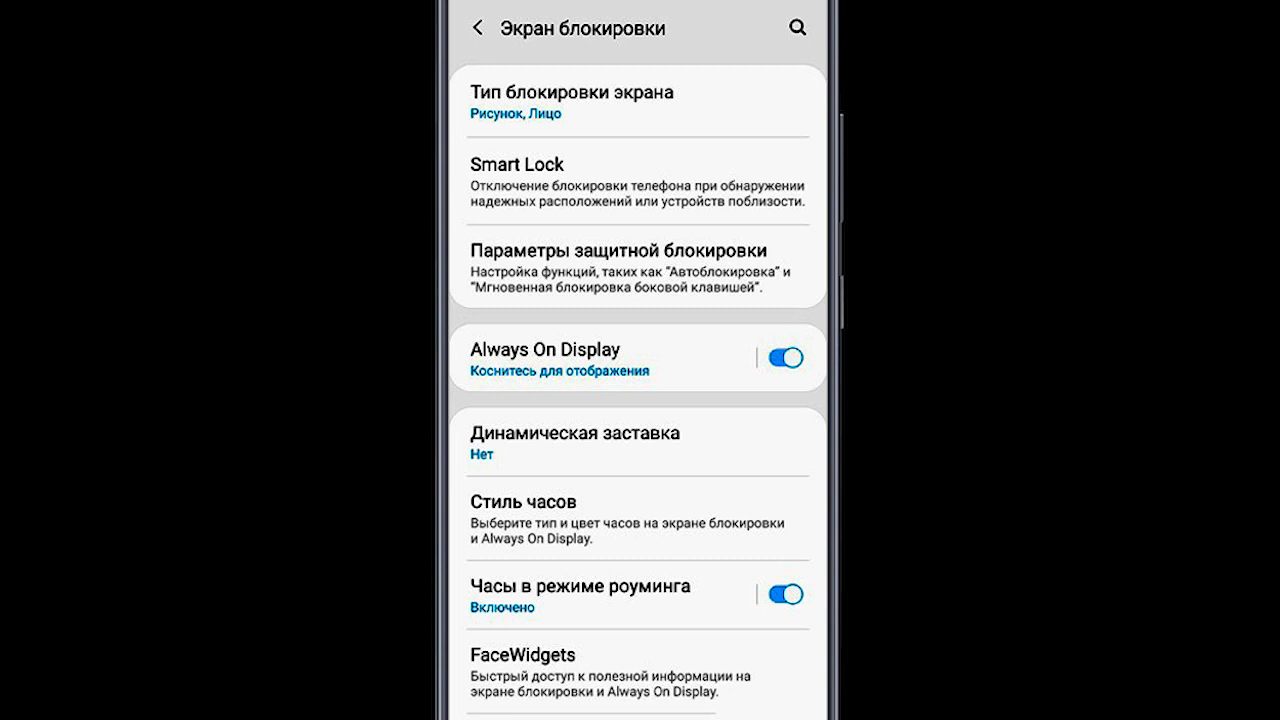 Экран блокировки
Тип блокировки экрана
Рисунок, Лицо
Smart Lock
Отключение блокировки телефона при обнаружении
надежных расположений или устройств поблизости.
Параметры защитной блокировки
Настройка функций, таких как "Автоблокировка" и
"Мгновенная блокировка боковой клавишей".
Always On Display
Коснитесь для отображения
Динамическая заставка
Нет
Стиль часов
Выберите тип и цвет часов на экране блокировки
и Always On Display.
Часы в режиме роуминга
Включено
FaceWidgets
Быстрый доступ к полезной информации на
экране блокировки и Always On Display.